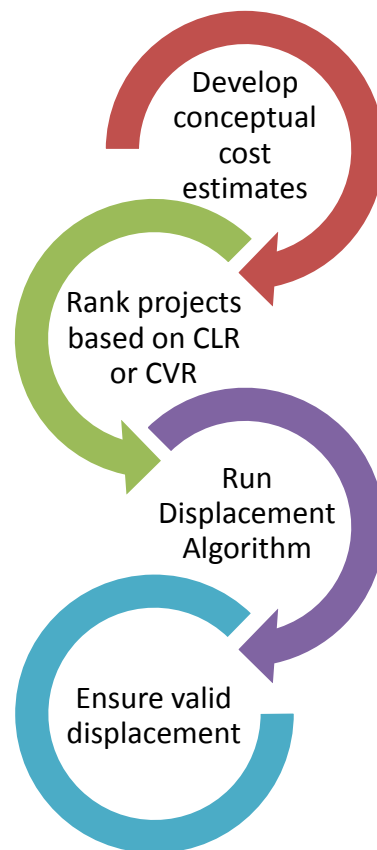 Develop
conceptual
cost
estimates
Rank projects
based on CLR
or CVR
Run
Displacement
Algorithm
Ensure valid
displacement